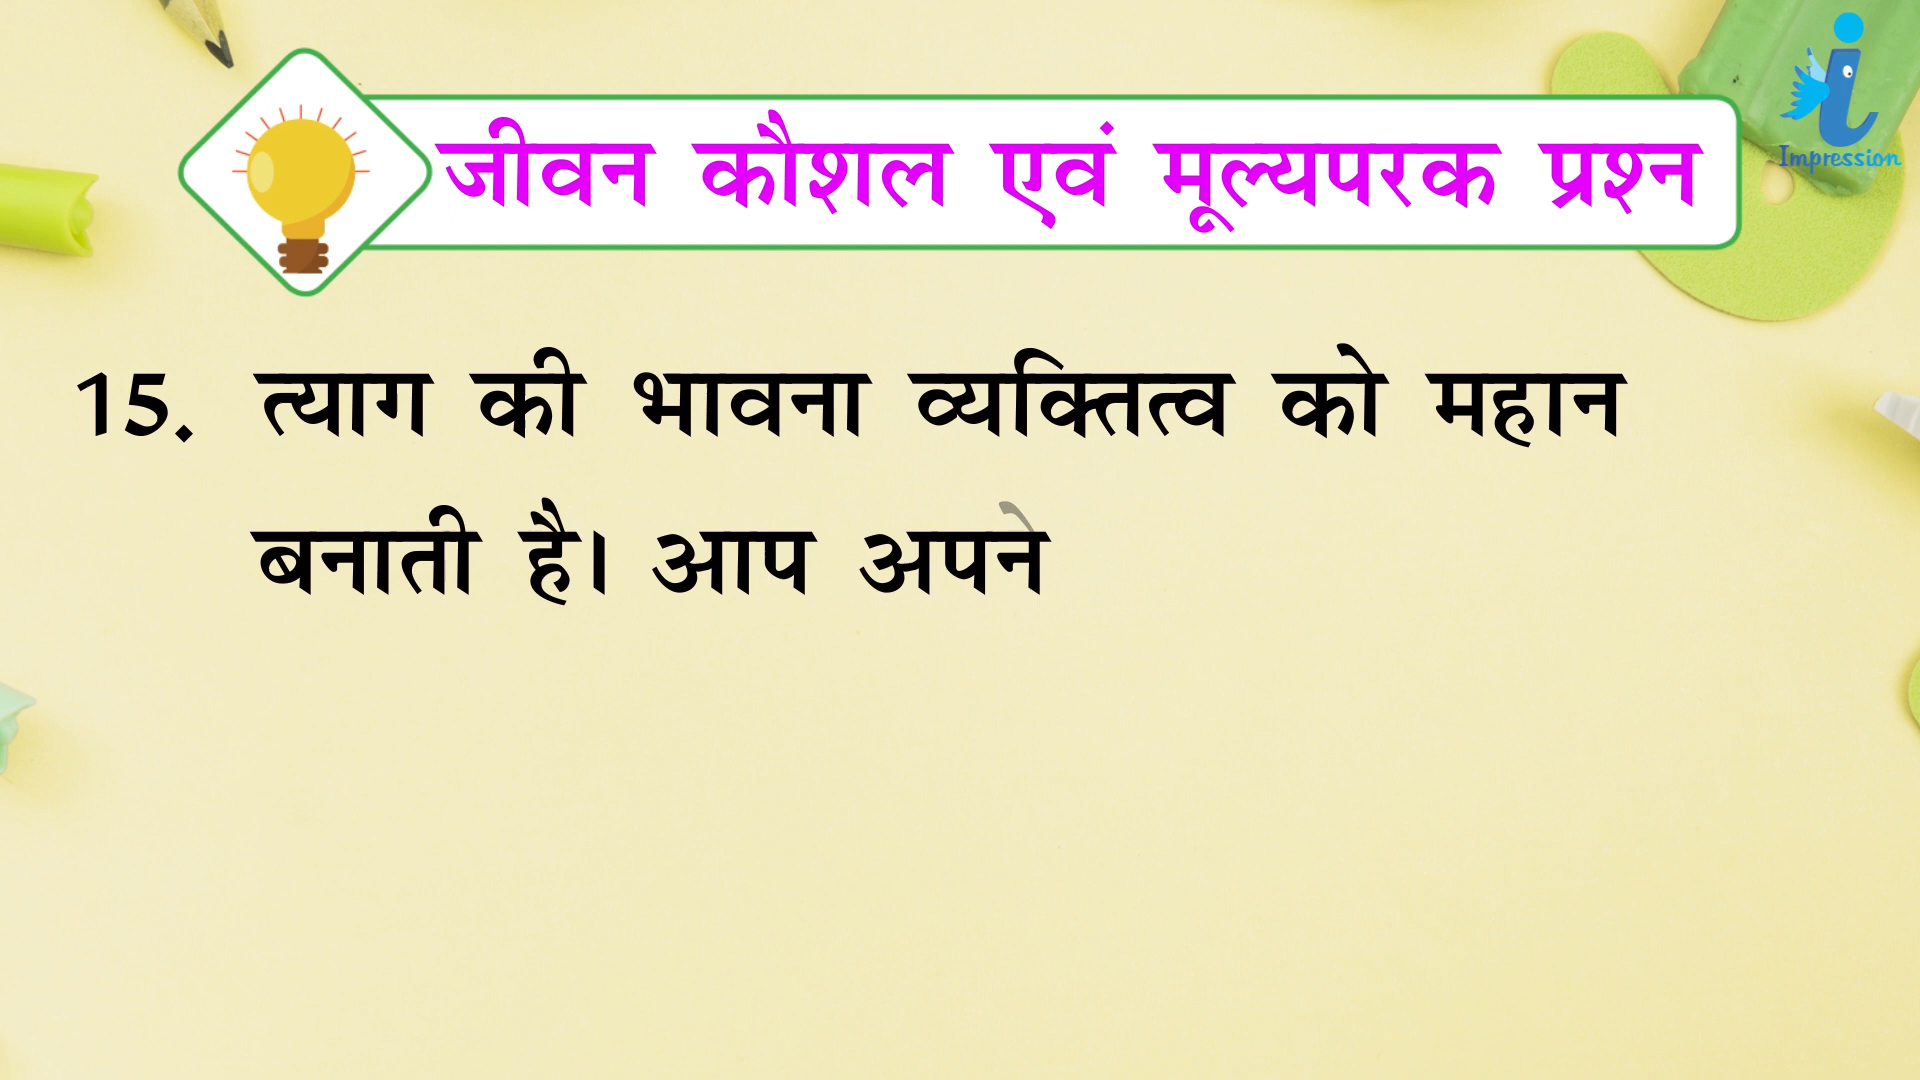 Impression
जीवन कौशल एवं मूल्यपरक प्रश्न
15. त्याग की भावना व्यक्तित्व को महान
बनाती है। आप अपने